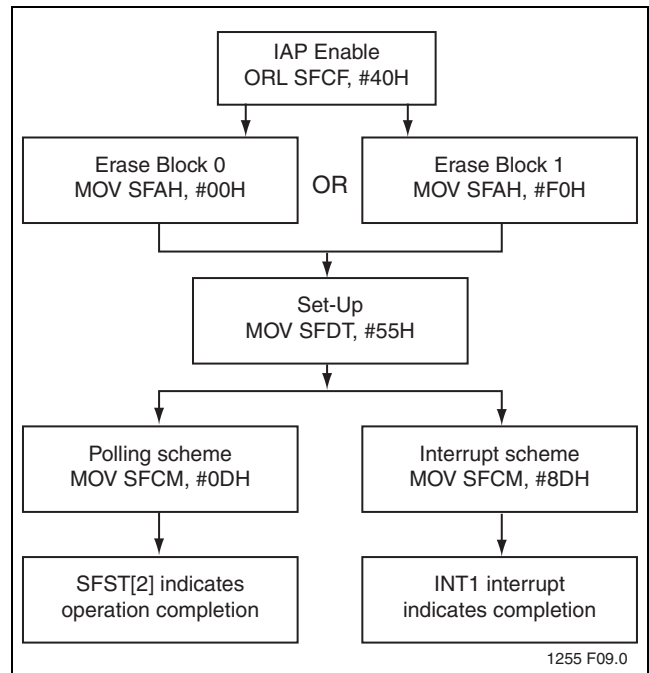 IAP Enable
ORL SFCF, #40H
Erase Block 0
MOV SFAH, #00H
OR
Erase Block 1
MOV SFAH, #F0H
Set-Up
MOV SFDT, #55H
Polling scheme
MOV SFCM, #0DH
Interrupt scheme
MOV SFCM, #8DH
SFST[2] indicates
operation completion
INT1 interrupt
indicates completion
1255 F09.0